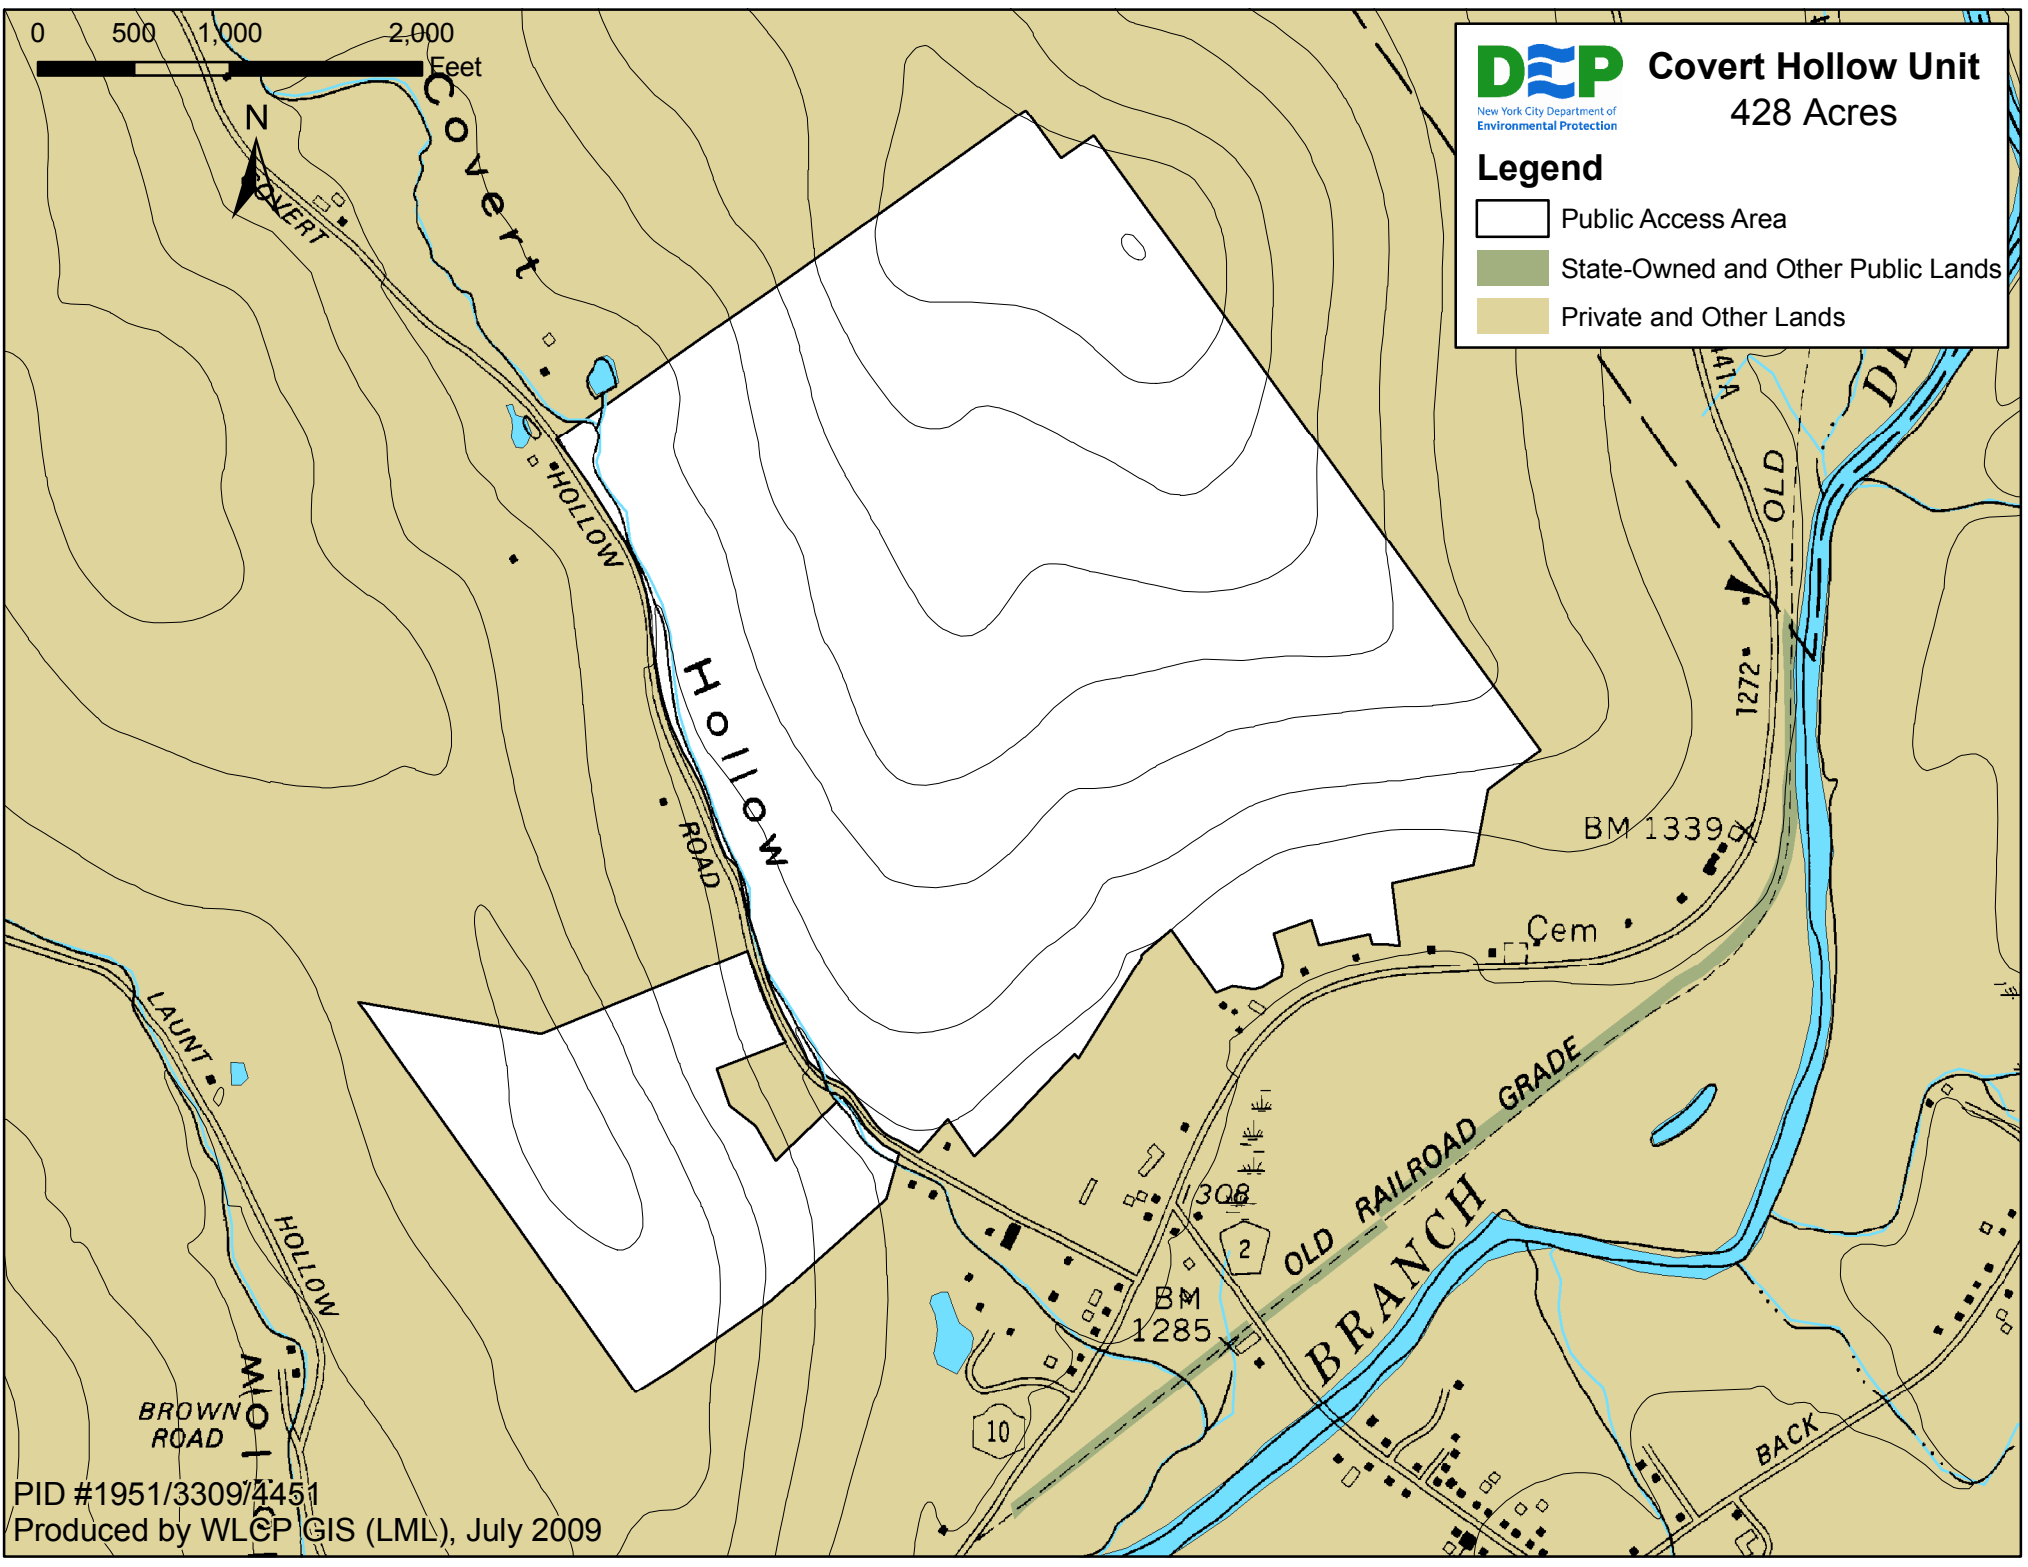 0 500 1,000 2,000
Feet
N
Covert
COVERT
HOLLOW
ROAD
Hollow
DEP
New York City Department of
Environmental Protection
Covert Hollow Unit
428 Acres
Legend
Public Access Area
State-Owned and Other Public Lands
Private and Other Lands
OLD
1272
BM 1339
Cem
LAUNT
HOLLOW
OLD RAILROAD GRADE
BRANCH
1308
2
BM
1285
10
BROWN
ROAD
BACK
PID #1951/3309/4451
Produced by WLCP GIS (LML), July 2009